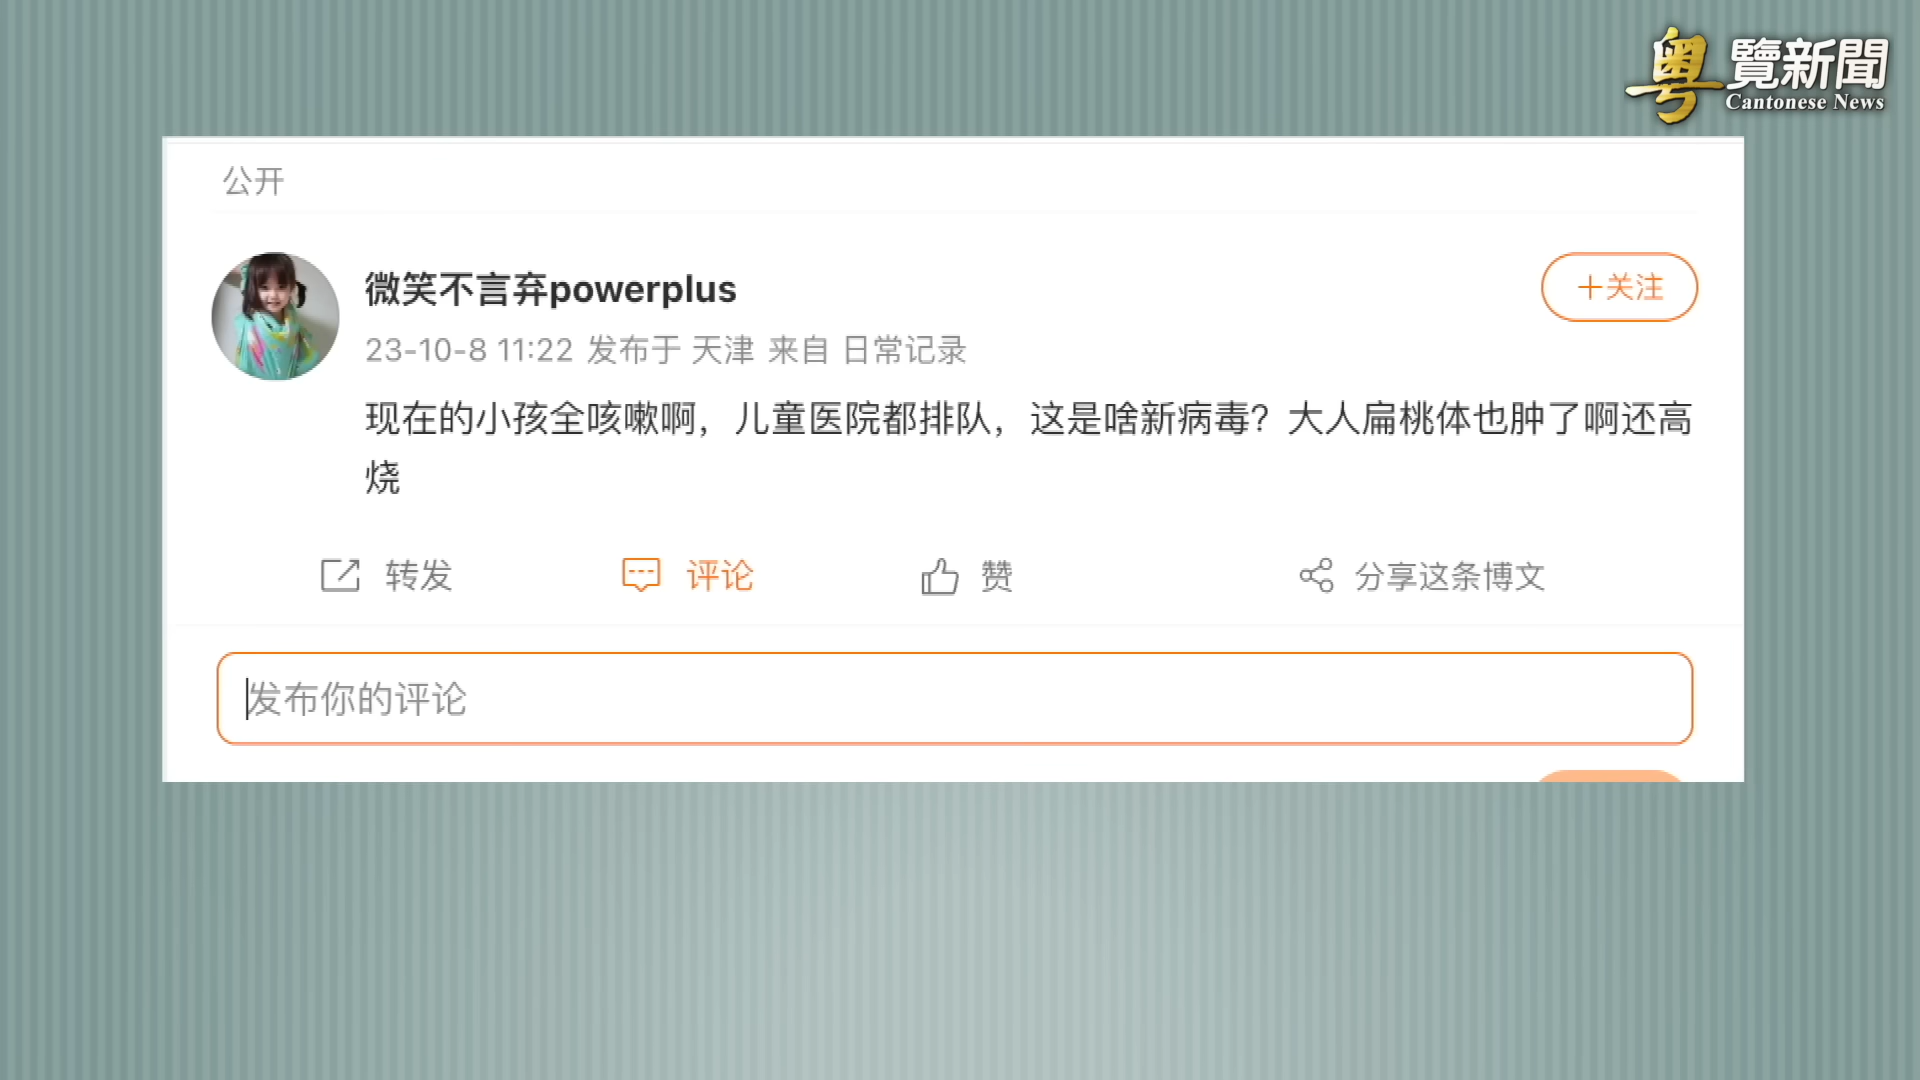 粤覽新聞
Cantonese News
公开
微笑不言弃powerplus
+关注
23-10-8 11:22 发布于 天津 来自 日常记录
现在的小孩全咳嗽啊，儿童医院都排队，这是啥新病毒？大人扁桃体也肿了啊还高
烧
转发 评论 赞 分享这条博文
发布你的评论